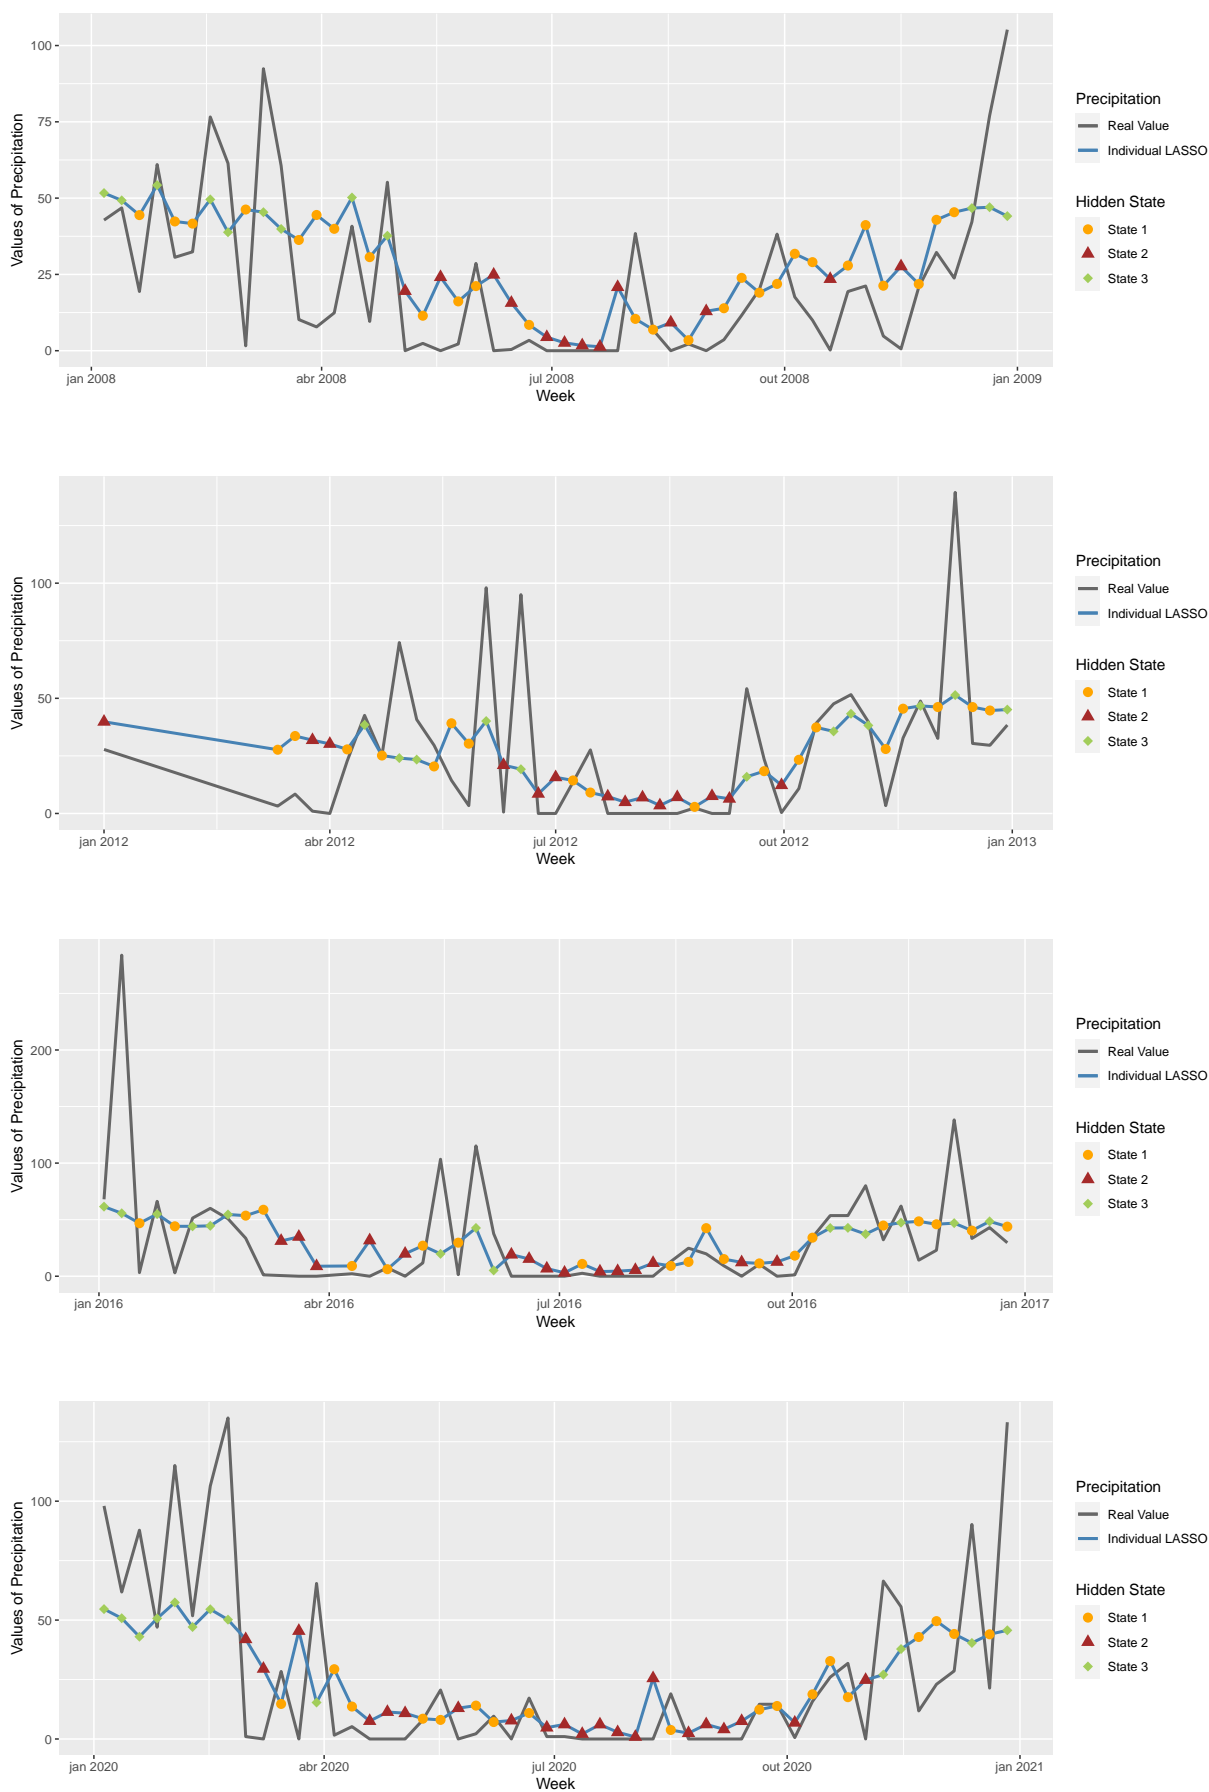 Values of Precipitation
100
75
50
25
0
jan 2008
abr 2008
jul 2008
out 2008
jan 2009
Week
Precipitation
Real Value
Individual LASSO
Hidden State
State 1
State 2
State 3
Values of Precipitation
100
50
0
jan 2012
abr 2012
jul 2012
out 2012
jan 2013
Week
Precipitation
Real Value
Individual LASSO
Hidden State
State 1
State 2
State 3
Values of Precipitation
200
100
0
jan 2016
abr 2016
jul 2016
out 2016
jan 2017
Week
Precipitation
Real Value
Individual LASSO
Hidden State
State 1
State 2
State 3
Values of Precipitation
100
50
0
jan 2020
abr 2020
jul 2020
out 2020
jan 2021
Week
Precipitation
Real Value
Individual LASSO
Hidden State
State 1
State 2
State 3